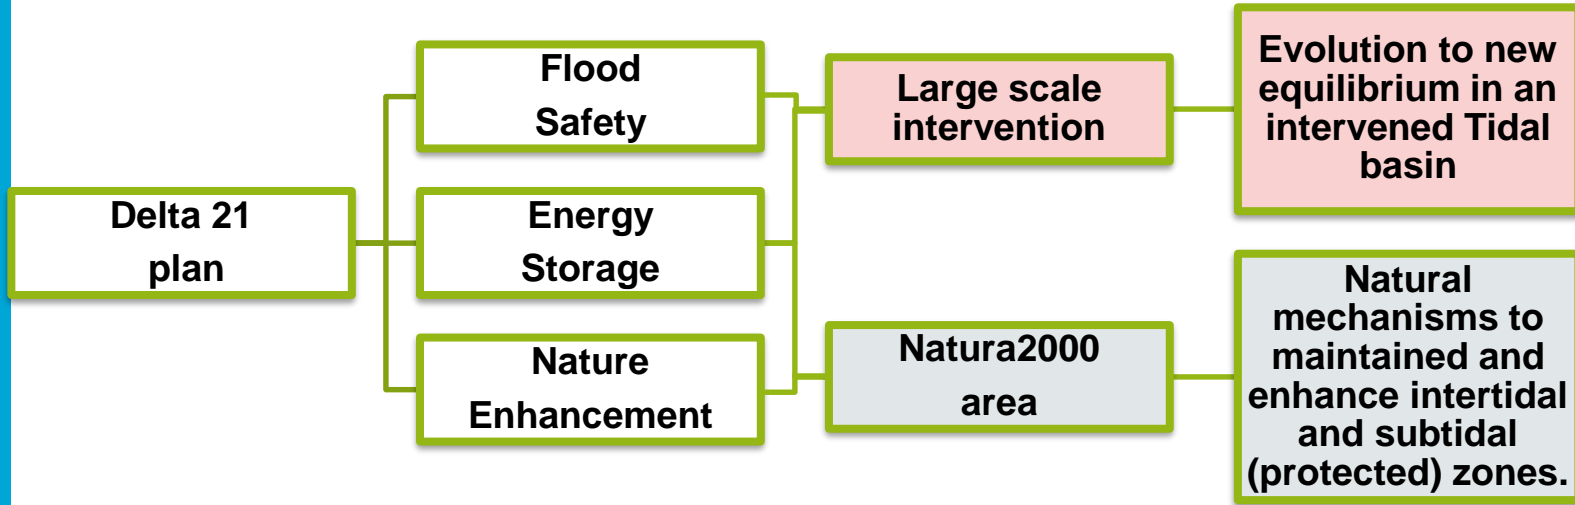 Delta 21
plan
Flood
Safety
Energy
Storage
Nature
Enhancement
Large scale
intervention
Natura2000
area
Evolution to new
equilibrium in an
intervened Tidal
basin
Natural
mechanisms to
maintained and
enhance intertidal
and subtidal
(protected) zones.